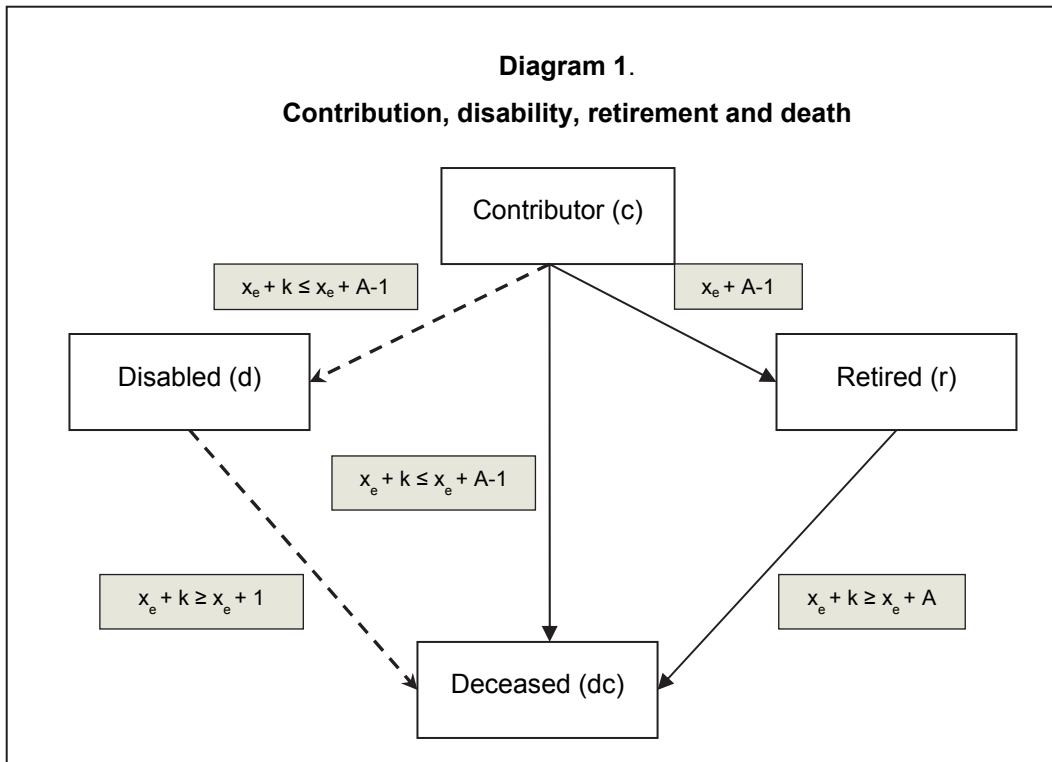 Diagram 1.
Contribution, disability, retirement and death
Contributor (c)
xₑ + k ≤ xₑ + A-1
xₑ + A-1
Disabled (d)
Retired (r)
xₑ + k ≤ xₑ + A-1
xₑ + k ≥ xₑ + 1
xₑ + k ≥ xₑ + A
Deceased (dc)